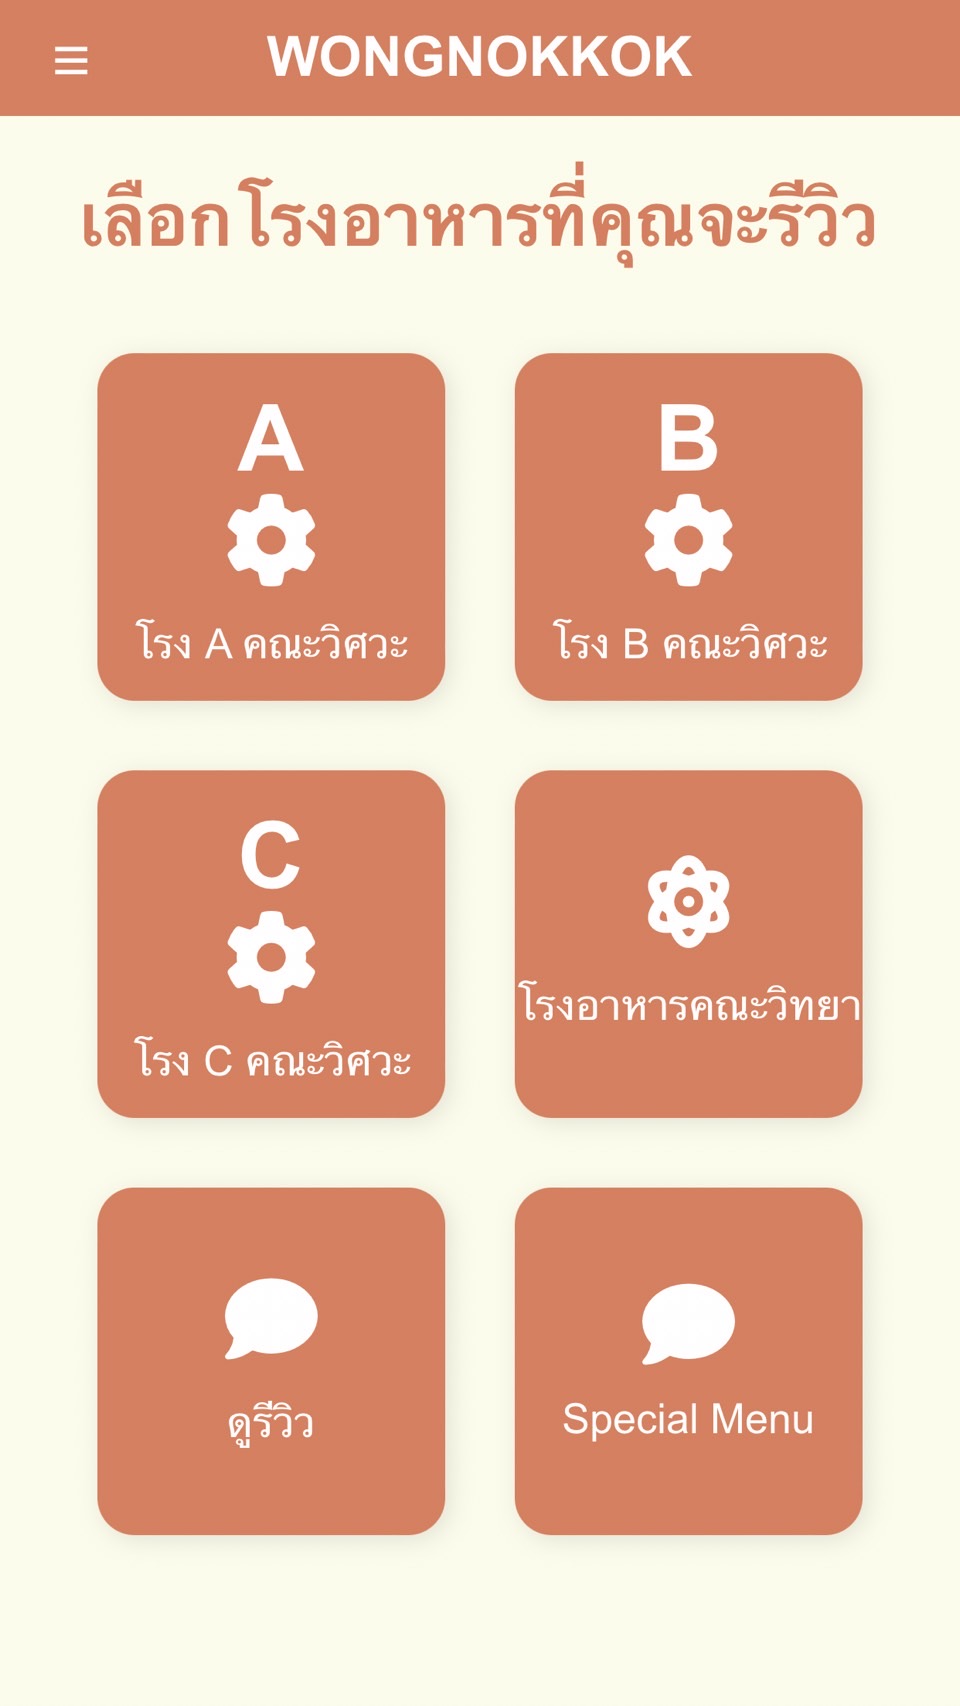 WONGNOKKOK
เลือกโรงอาหารที่คุณจะรีวิว
A
โรง A คณะวิศวะ
B
โรง B คณะวิศวะ
C
โรง C คณะวิศวะ
โรงอาหารคณะวิทยา
ดูรีวิว
Special Menu